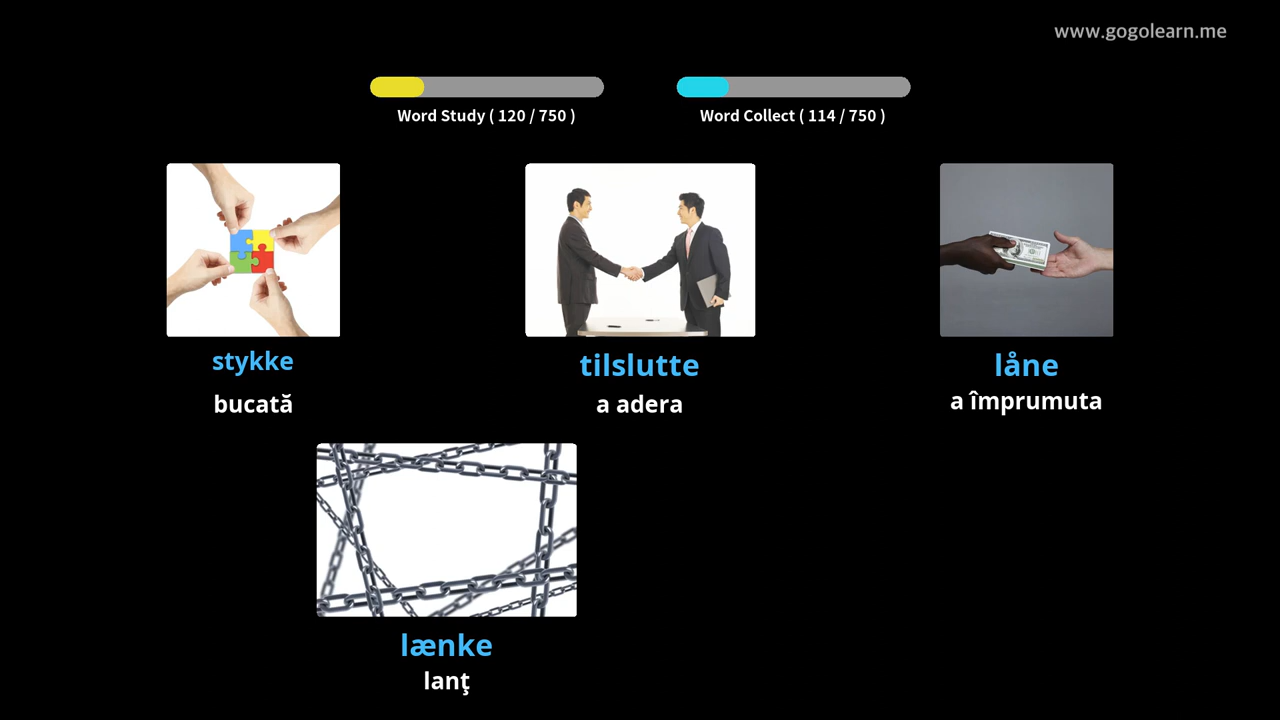 www.gogolearn.me
Word Study ( 120 / 750 )
Word Collect ( 114 / 750 )
stykke
bucată
tilslutte
a adera
låne
a împrumuta
lænke
lanţ